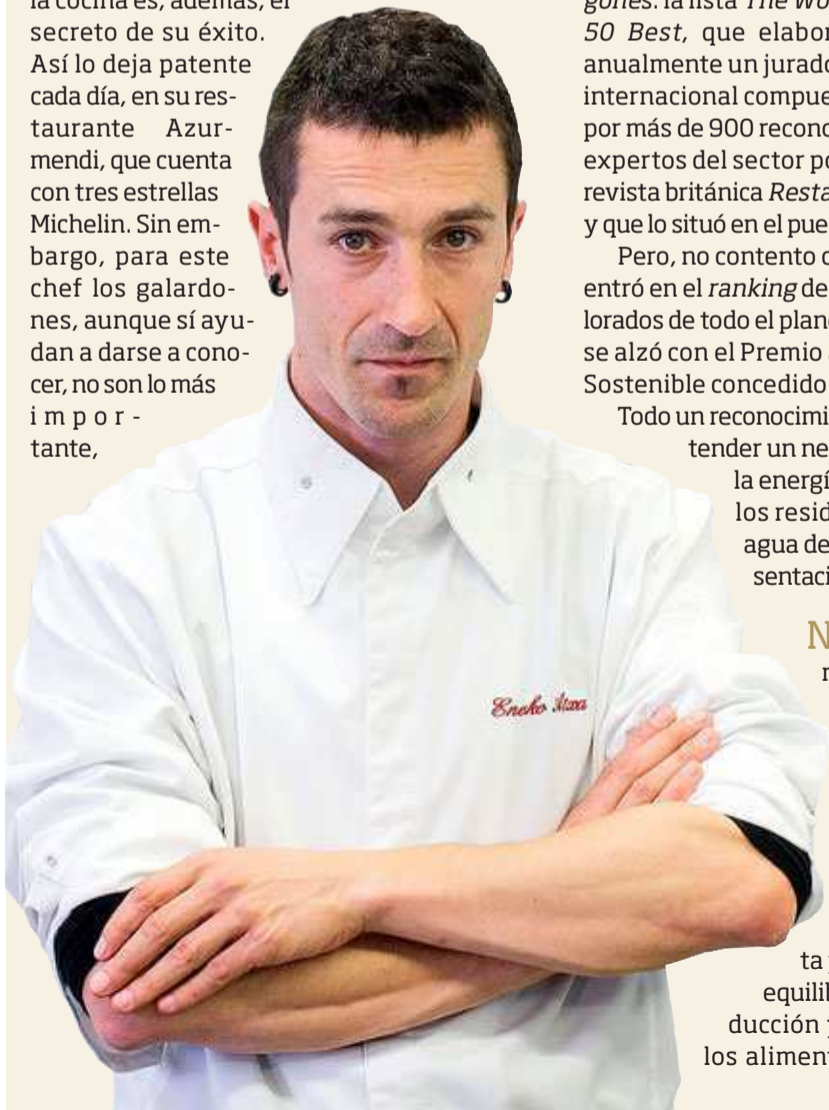 la cocina es, además, el
secreto de su éxito.
Así lo deja patente
cada día, en su res-
taurante Azur-
mendi, que cuenta
con tres estrellas
Michelin. Sin em-
bargo, para este
chef los galardo-
nes, aunque sí ayu-
dan a darse a cono-
cer, no son lo más
impor-
tante,
Eneko Atxa
gones: la lista The Wo
50 Best, que elabor
anualmente un jurado
internacional compue
por más de 900 recono
expertos del sector po
revista británica Resta
y que lo situó en el pue
Pero, no contento c
entró en el ranking de
lorados de todo el plane
se alzó con el Premio
Sostenible concedido
Todo un reconocimi
tender un ne
la energí
los resid
agua de
sentaci
N
ta
equilib
ducción y
los aliment